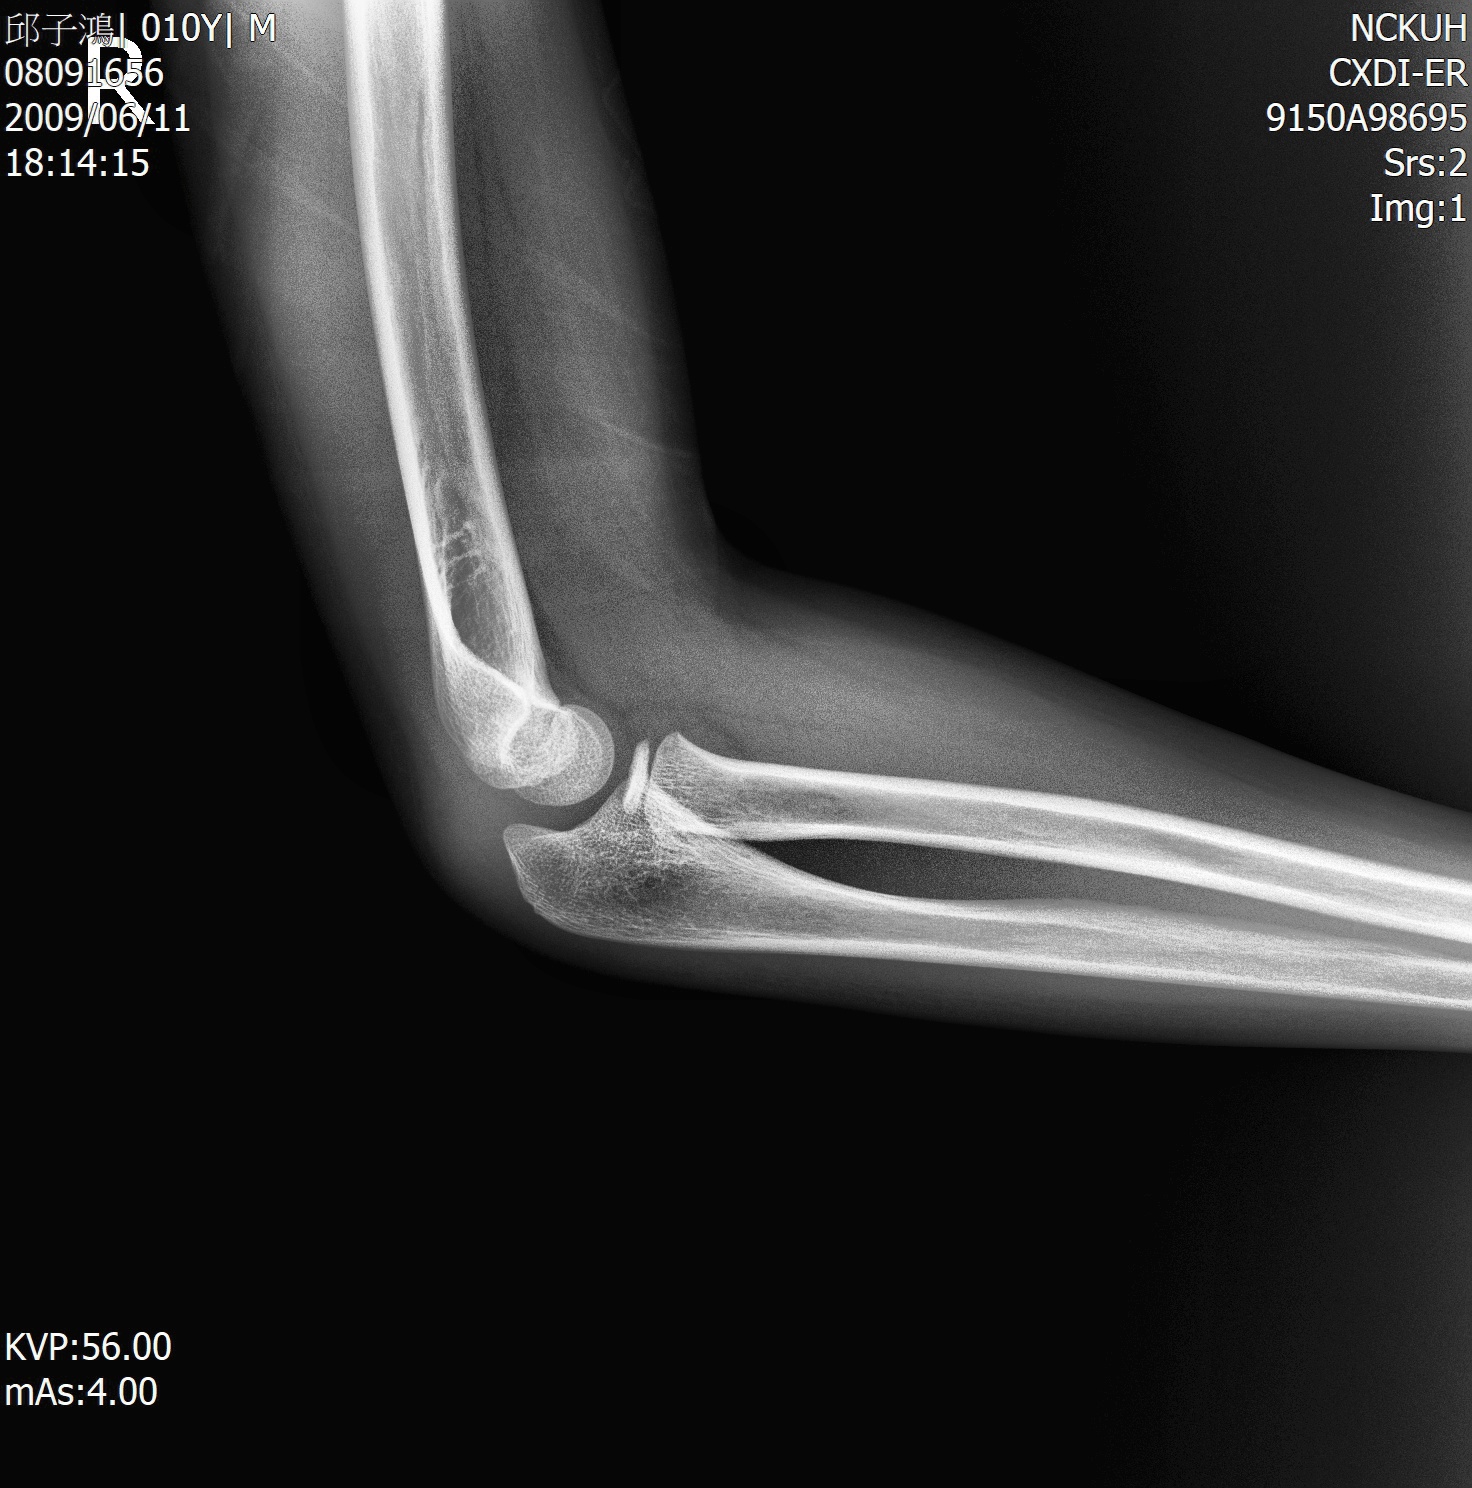 邱子鴻| 010Y| M
R
08091656
2009/06/11
18:14:15
NCKUH
CXDI-ER
9150A98695
Srs:2
Img:1
KVP:56.00
mAs:4.00